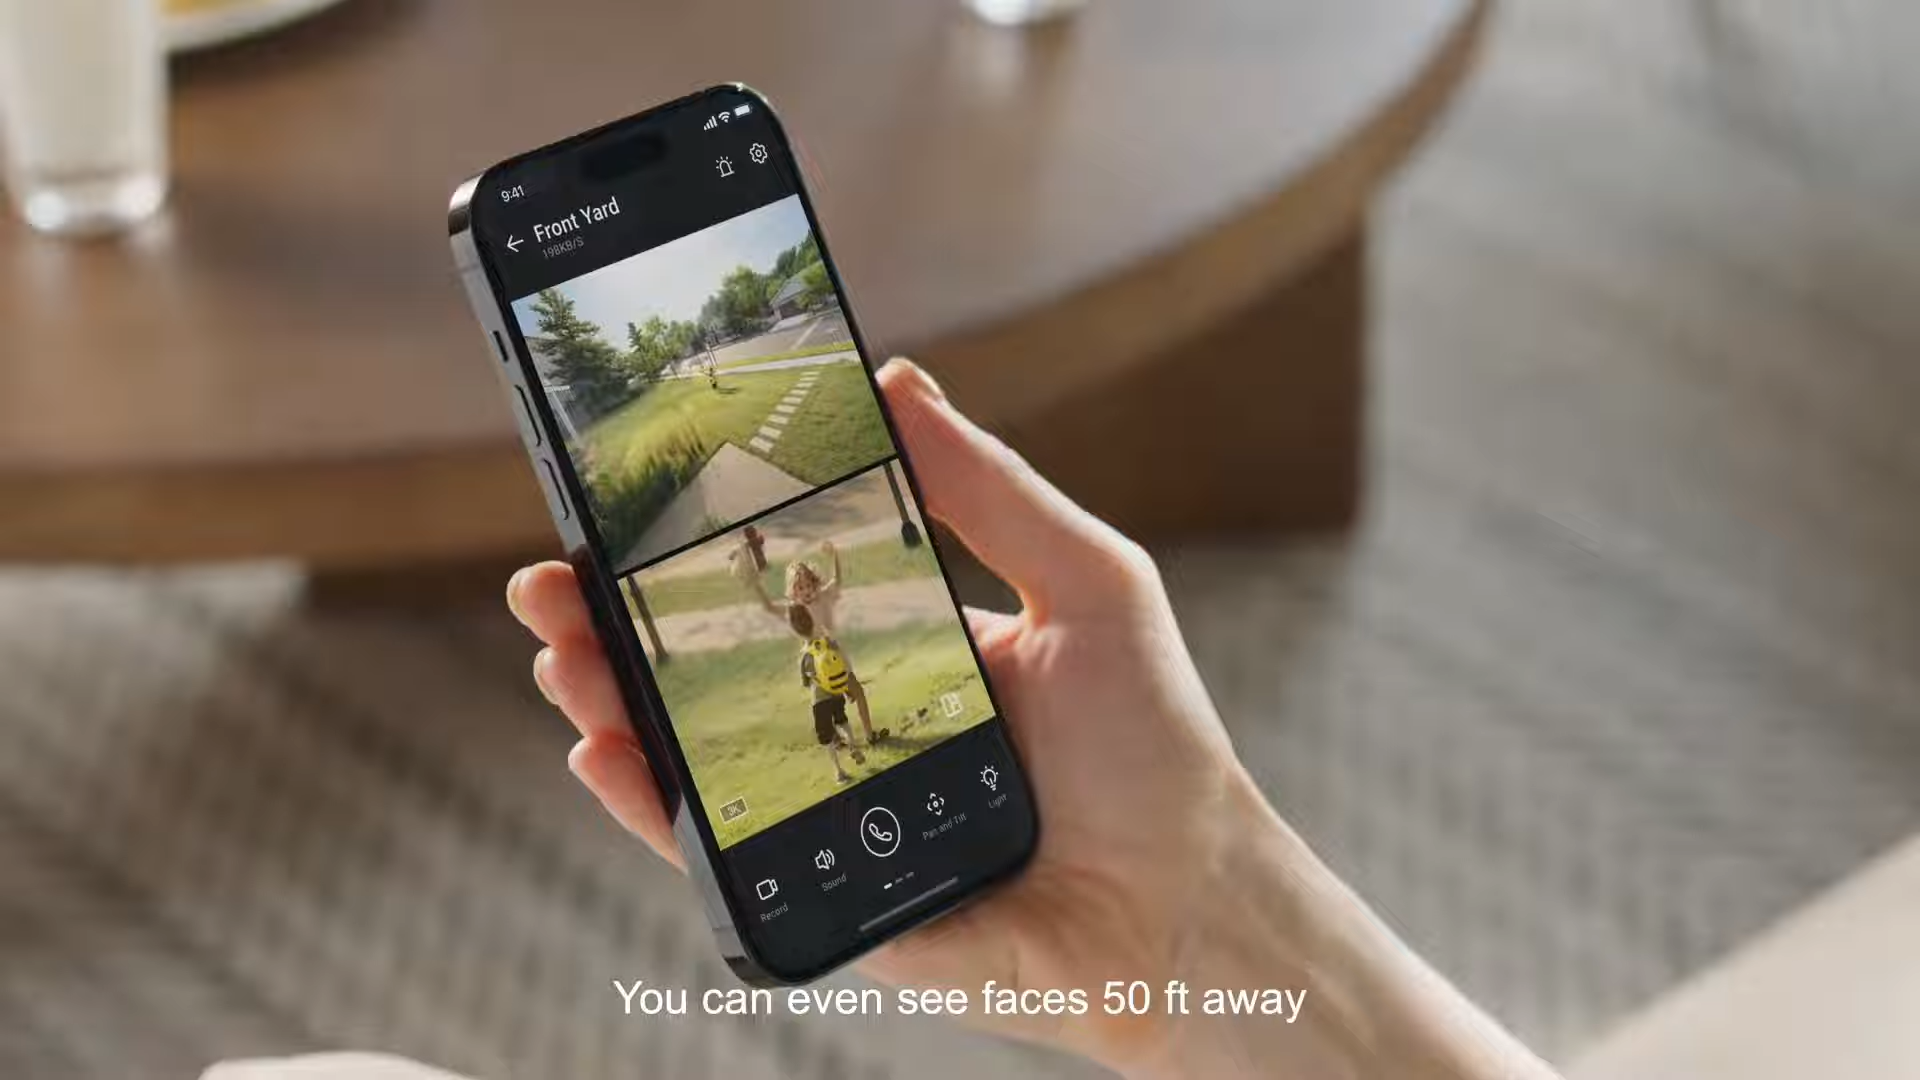 9:41
Front Yard
198KB/S
3K
Record
Sound
Pan and Tilt
Light
You can even see faces 50 ft away